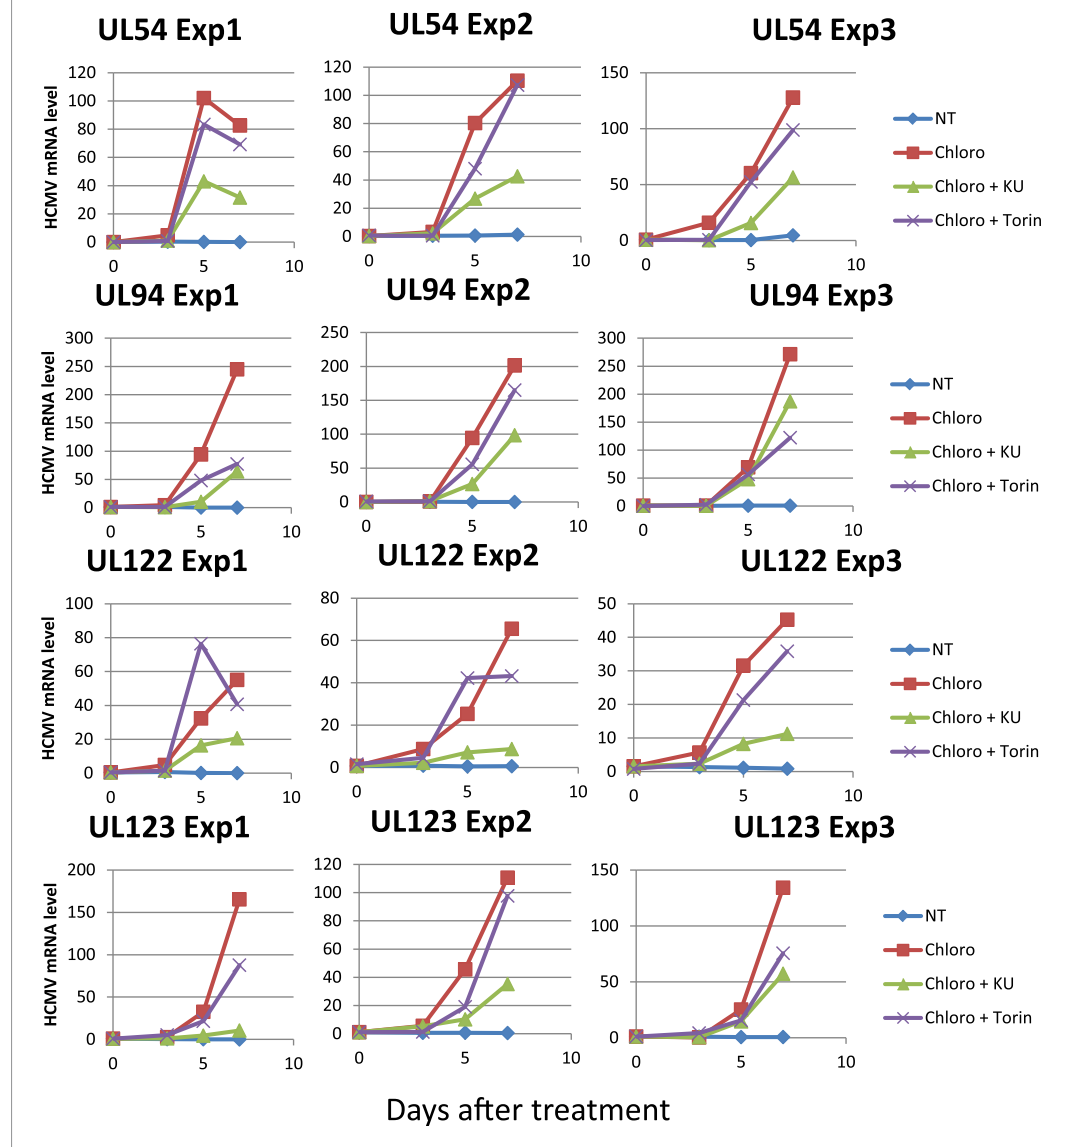 UL54 Exp1
UL54 Exp2
UL54 Exp3
HCMV mRNA level
120
100
80
60
40
20
0
0 5 10
120
100
80
60
40
20
0
0 5 10
150
100
50
0
0 5 10
NT
Chloro
Chloro + KU
Chloro + Torin
UL94 Exp1
UL94 Exp2
UL94 Exp3
HCMV mRNA level
300
250
200
150
100
50
0
0 5 10
250
200
150
100
50
0
0 5 10
300
250
200
150
100
50
0
0 5 10
NT
Chloro
Chloro + KU
Chloro + Torin
UL122 Exp1
UL122 Exp2
UL122 Exp3
HCMV mRNA level
100
80
60
40
20
0
0 5 10
80
60
40
20
0
0 5 10
50
40
30
20
10
0
0 5 10
NT
Chloro
Chloro + KU
Chloro + Torin
UL123 Exp1
UL123 Exp2
UL123 Exp3
HCMV mRNA level
200
150
100
50
0
0 5 10
120
100
80
60
40
20
0
0 5 10
150
100
50
0
0 5 10
NT
Chloro
Chloro + KU
Chloro + Torin
Days after treatment